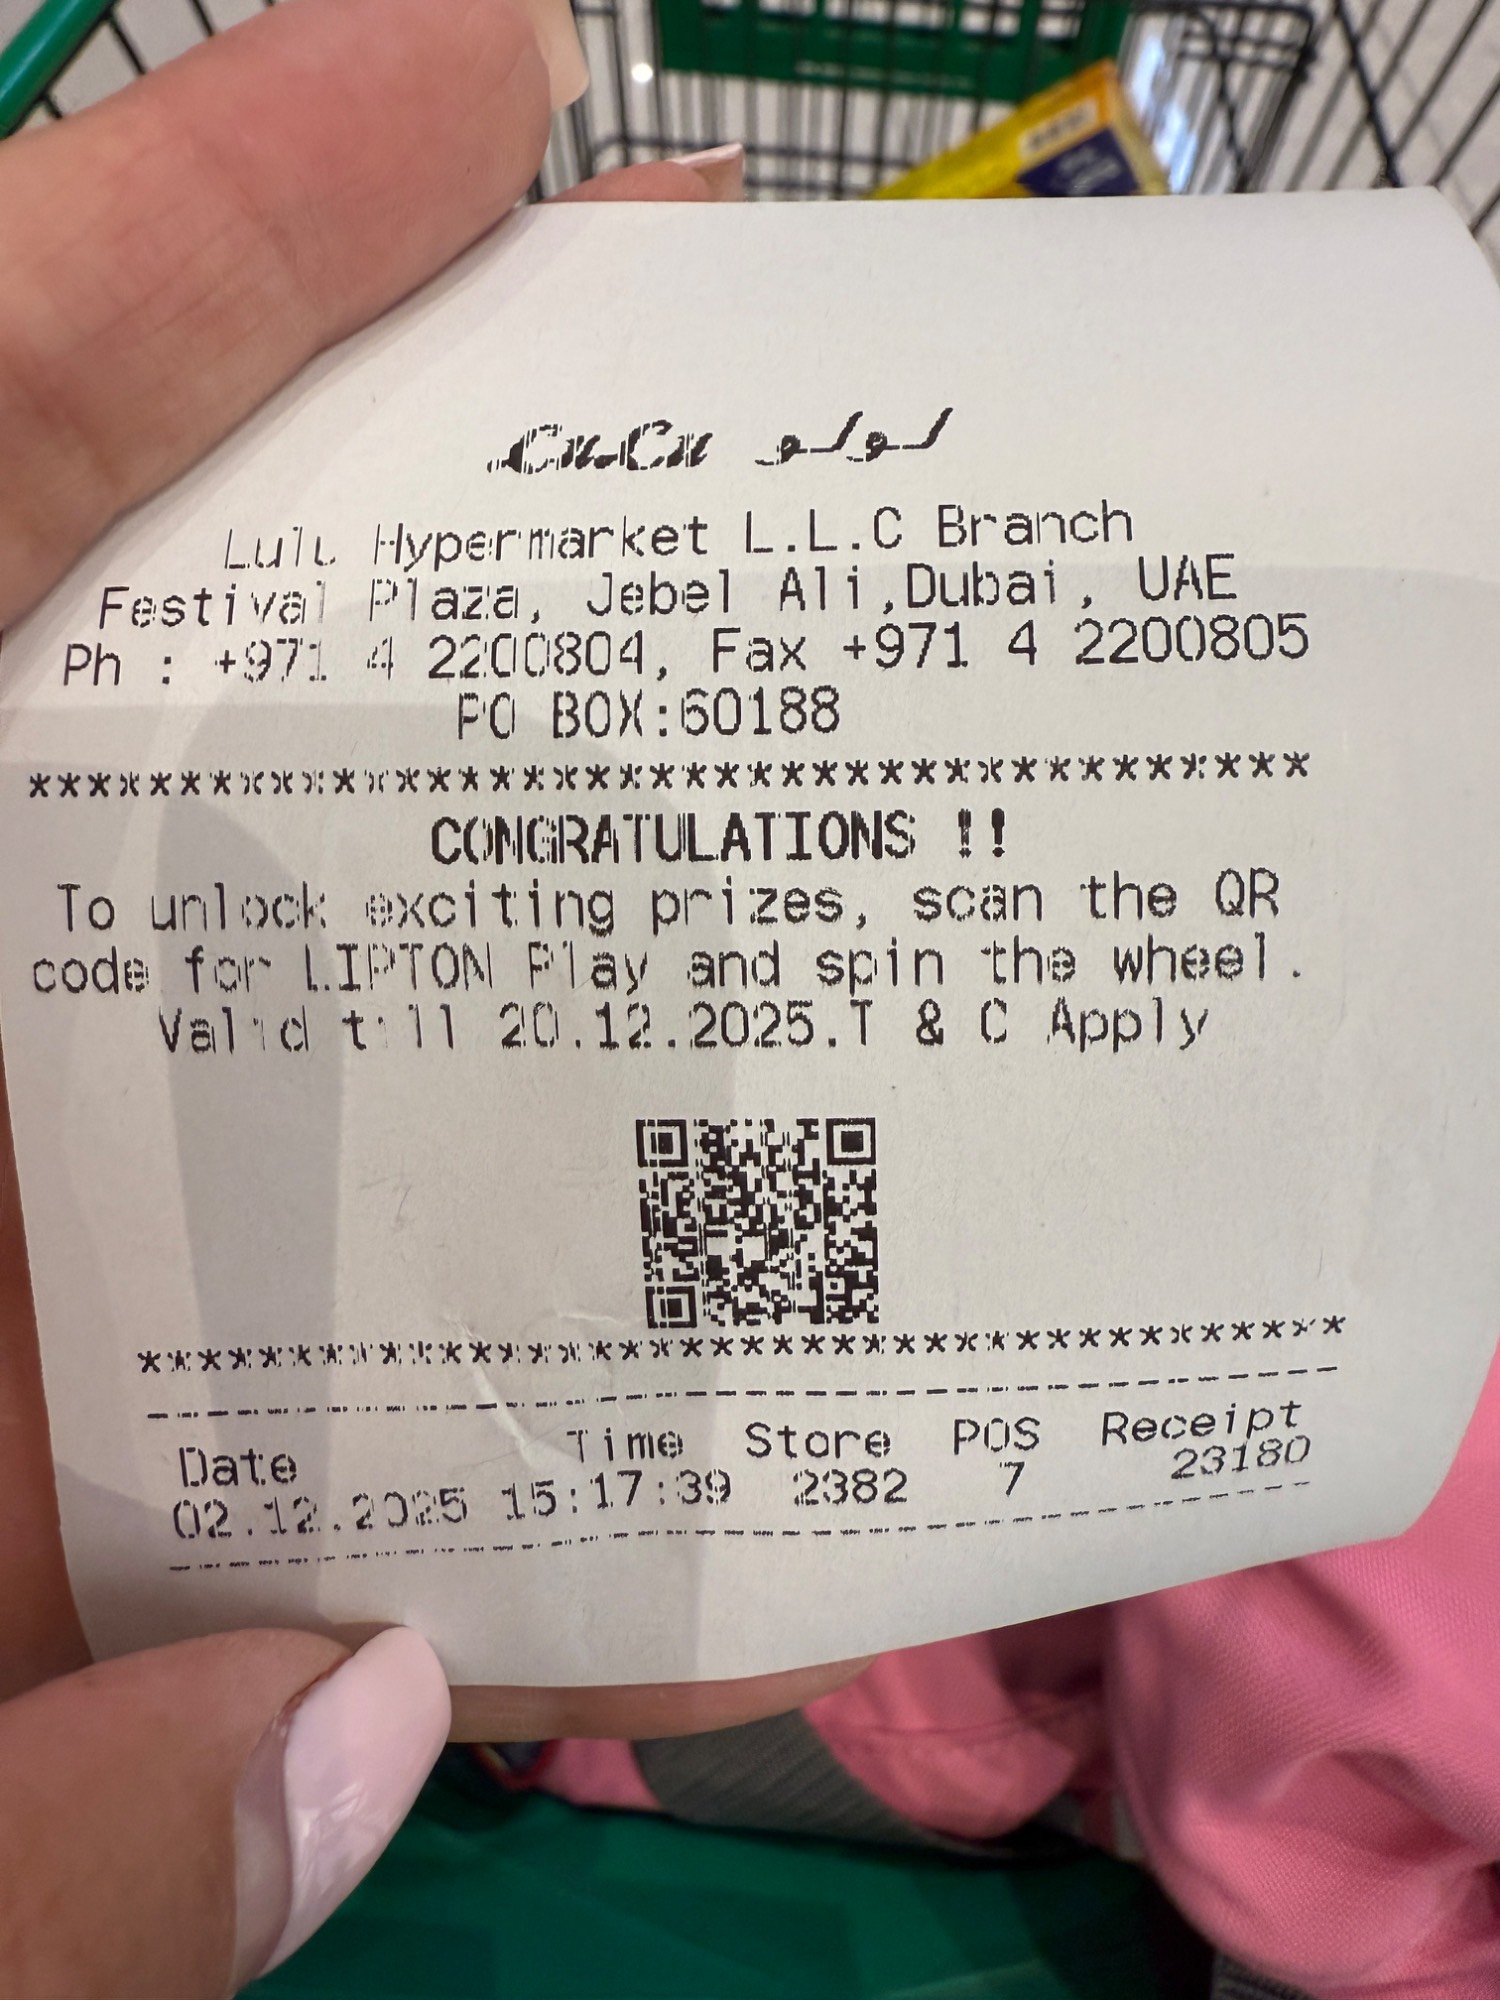 LuLu لولو
Lulu Hypermarket L.L.C Branch
Festival Plaza, Jebel Ali,Dubai, UAE
Ph : +971 4 2200804, Fax +971 4 2200805
PO BOX:60188
******************************************
CONGRATULATIONS !!
To unlock exciting prizes, scan the QR
code for LIPTON Play and spin the wheel.
Valid till 20.12.2025.T & C Apply
****************************************
Date Time Store POS Receipt
02.12.2025 15:17:39 2382 7 23180